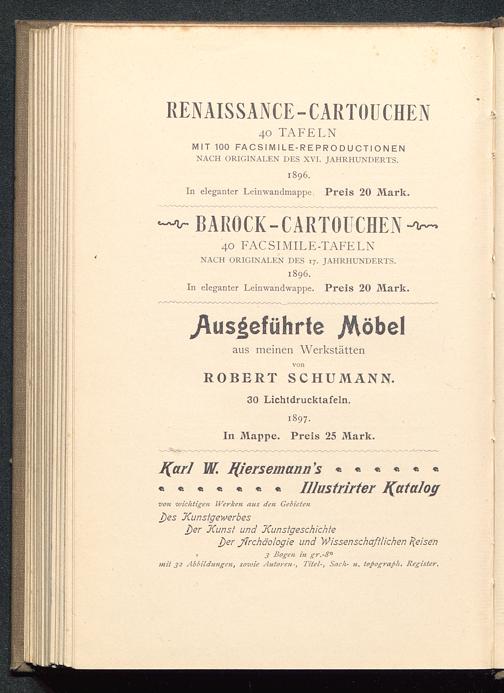 RENAISSANCE-CARTOUCHEN
40 TAFELN
MIT 100 FACSIMILE-REPRODUCTIONEN
NACH ORIGINALEN DES XVI. JAHRHUNDERTS.
1896.
In eleganter Leinwandmappe. Preis 20 Mark.
BAROCK-CARTOUCHEN
40 FACSIMILE-TAFELN
NACH ORIGINALEN DES 17. JAHRHUNDERTS.
1896.
In eleganter Leinwandwappe. Preis 20 Mark.
Ausgeführte Möbel
aus meinen Werkstätten
von
ROBERT SCHUMANN.
30 Lichtdrucktafeln.
1897.
In Mappe. Preis 25 Mark.
Karl W. Hiersemann's
Illustrirter Katalog
von wichtigen Werken aus den Gebieten
Des Kunstgewerbes
Der Kunst und Kunstgeschichte
Der Archäologie und Wissenschaftlichen Reisen
3 Bogen in gr.-8º
mit 32 Abbildungen, sowie Autoren-, Titel-, Sach- u. topograph. Register.